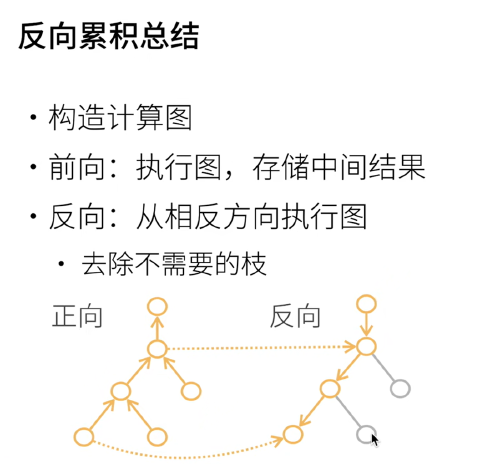 反向累积总结
• 构造计算图
• 前向：执行图，存储中间结果
• 反向：从相反方向执行图
• 去除不需要的枝
正向
反向